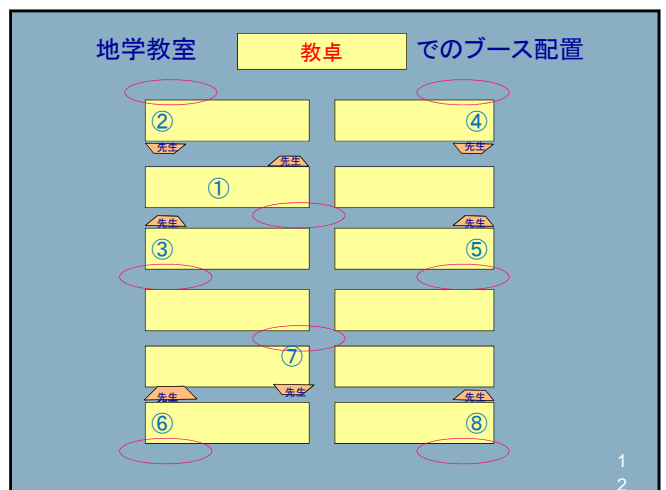 地学教室 教卓 でのブース配置
② ④
先生 先生
先生
①
先生 先生
③ ⑤
⑦
先生 先生 先生
⑥ ⑧
1
2